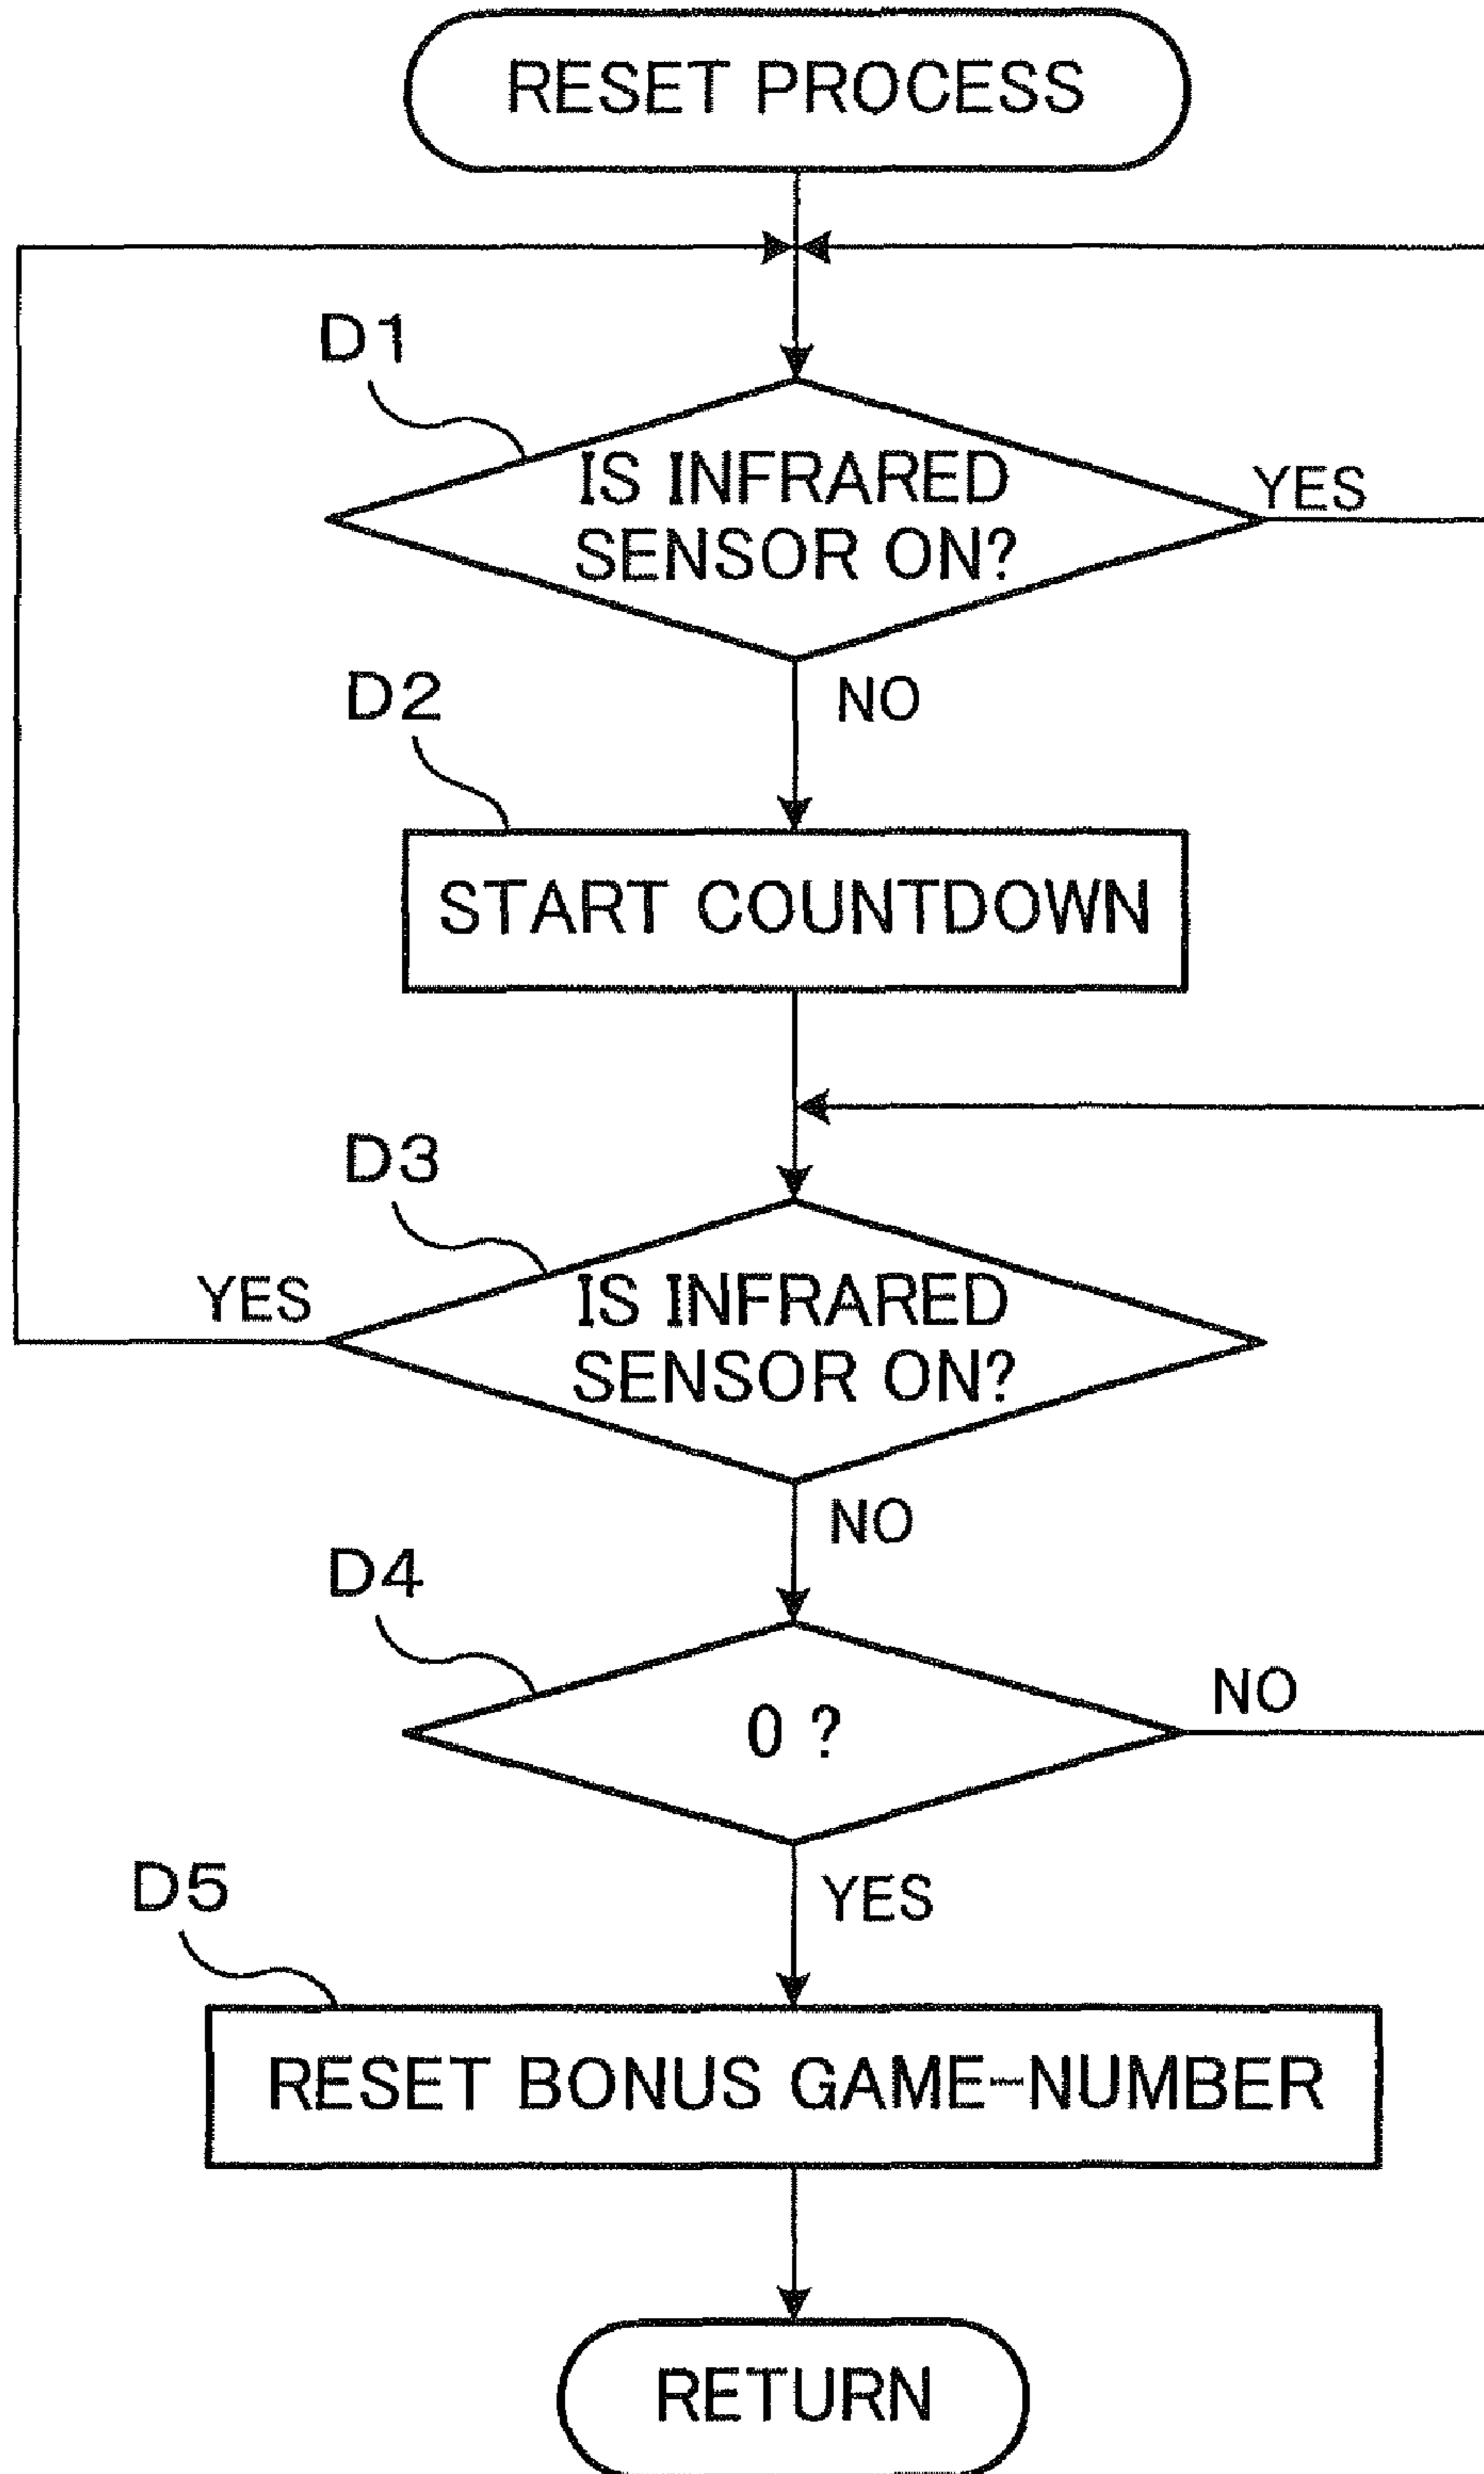 RESET PROCESS
D1
IS INFRARED
SENSOR ON?
YES
NO
D2
START COUNTDOWN
D3
IS INFRARED
SENSOR ON?
YES
NO
D4
0 ?
NO
YES
D5
RESET BONUS GAME-NUMBER
RETURN